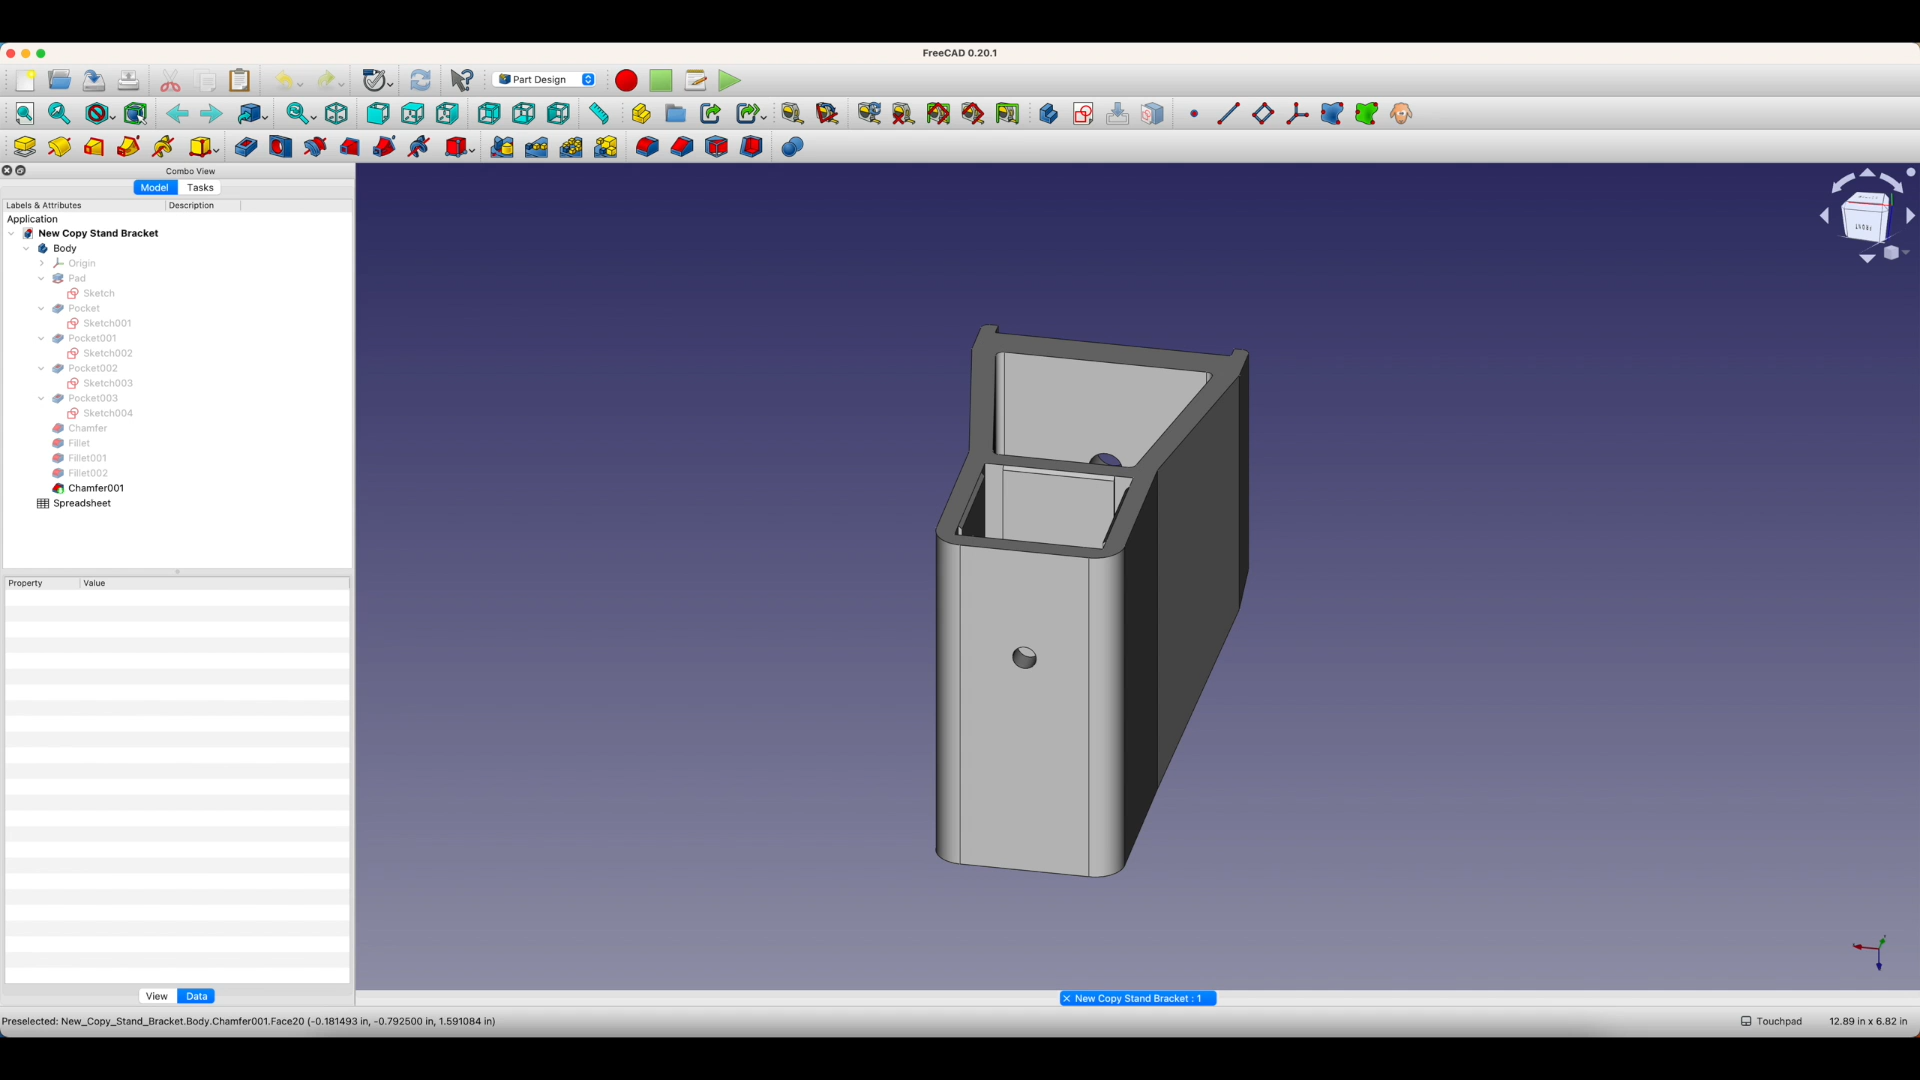 FreeCAD 0.20.1
Part Design
Combo View
Model Tasks
Labels & Attributes Description
Application
New Copy Stand Bracket
Body
Origin
Pad
Sketch
Pocket
Sketch001
Pocket001
Sketch002
Pocket002
Sketch003
Pocket003
Sketch004
Chamfer
Fillet
Fillet001
Fillet002
Chamfer001
Spreadsheet
Property Value
View Data
New Copy Stand Bracket : 1
Preselected: New_Copy_Stand_Bracket.Body.Chamfer001.Face20 (-0.181493 in, -0.792500 in, 1.591084 in)
Touchpad 12.89 in x 6.82 in